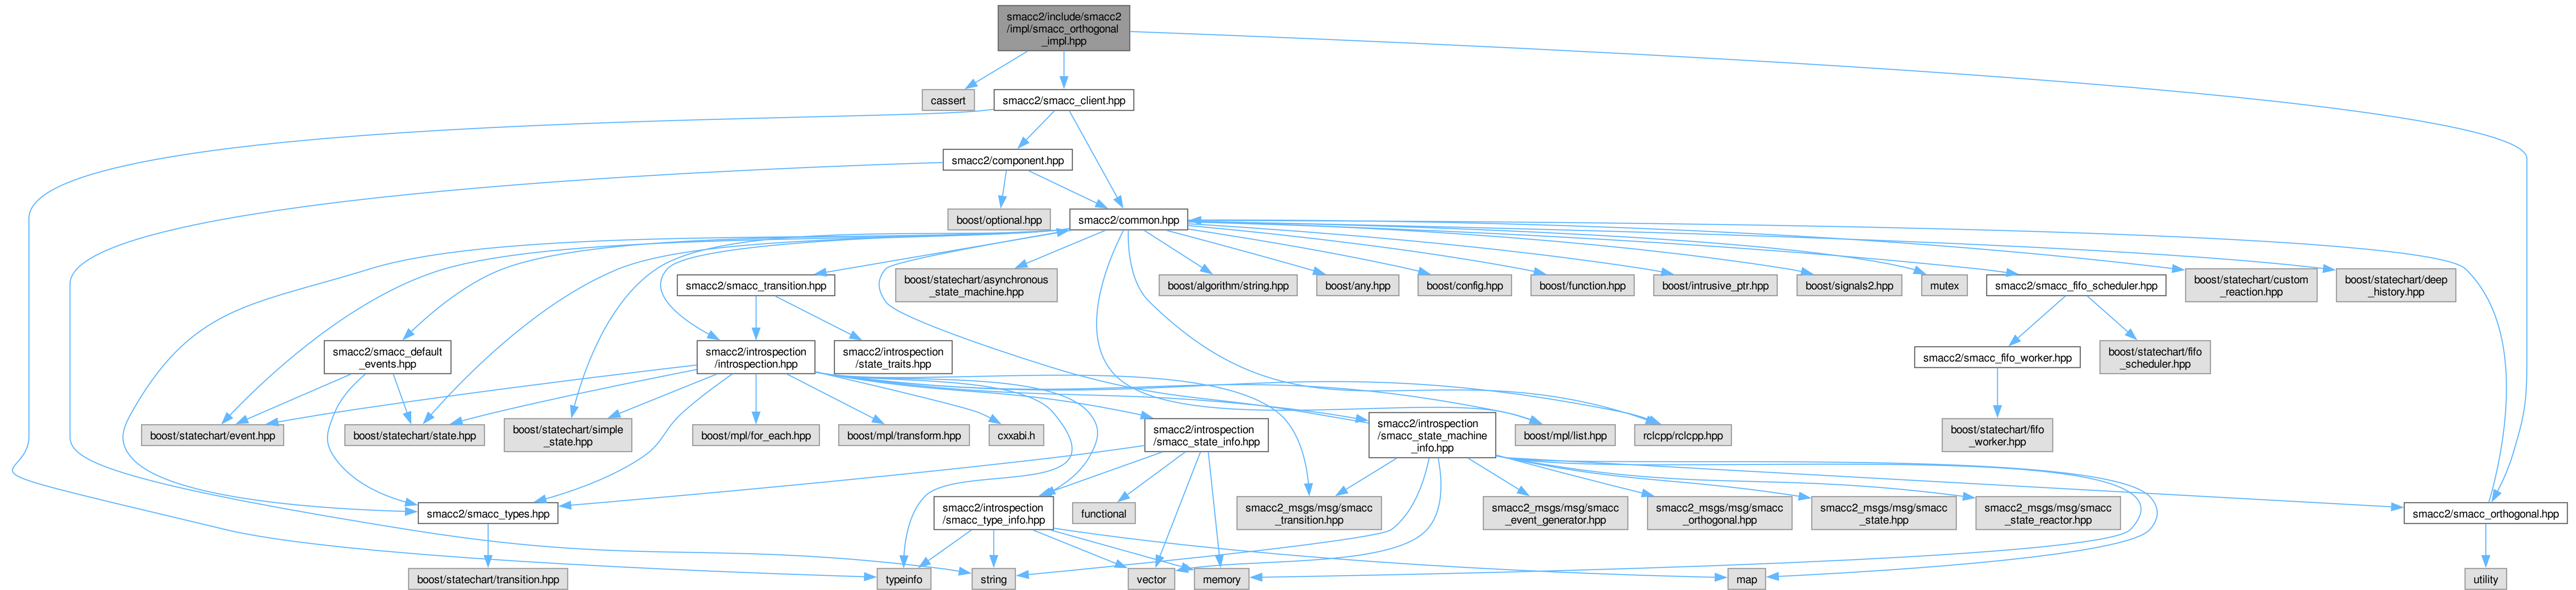 smacc2/include/smacc2
/impl/smacc_orthogonal
_impl.hpp
cassert
smacc2/smacc_client.hpp
smacc2/component.hpp
boost/optional.hpp
smacc2/common.hpp
smacc2/smacc_transition.hpp
boost/statechart/asynchronous
_state_machine.hpp
boost/algorithm/string.hpp
boost/any.hpp
boost/config.hpp
boost/function.hpp
boost/intrusive_ptr.hpp
boost/signals2.hpp
mutex
smacc2/smacc_fifo_scheduler.hpp
boost/statechart/custom
_reaction.hpp
boost/statechart/deep
_history.hpp
smacc2/smacc_default
_events.hpp
smacc2/introspection
/introspection.hpp
smacc2/introspection
/state_traits.hpp
smacc2/smacc_fifo_worker.hpp
boost/statechart/fifo
_scheduler.hpp
boost/statechart/event.hpp
boost/statechart/state.hpp
boost/statechart/simple
_state.hpp
boost/mpl/for_each.hpp
boost/mpl/transform.hpp
cxxabi.h
smacc2/introspection
/smacc_state_info.hpp
smacc2/introspection
/smacc_state_machine
_info.hpp
boost/mpl/list.hpp
rclcpp/rclcpp.hpp
boost/statechart/fifo
_worker.hpp
smacc2/smacc_types.hpp
smacc2/introspection
/smacc_type_info.hpp
functional
smacc2_msgs/msg/smacc
_transition.hpp
smacc2_msgs/msg/smacc
_event_generator.hpp
smacc2_msgs/msg/smacc
_orthogonal.hpp
smacc2_msgs/msg/smacc
_state.hpp
smacc2_msgs/msg/smacc
_state_reactor.hpp
smacc2/smacc_orthogonal.hpp
boost/statechart/transition.hpp
typeinfo
string
vector
memory
map
utility